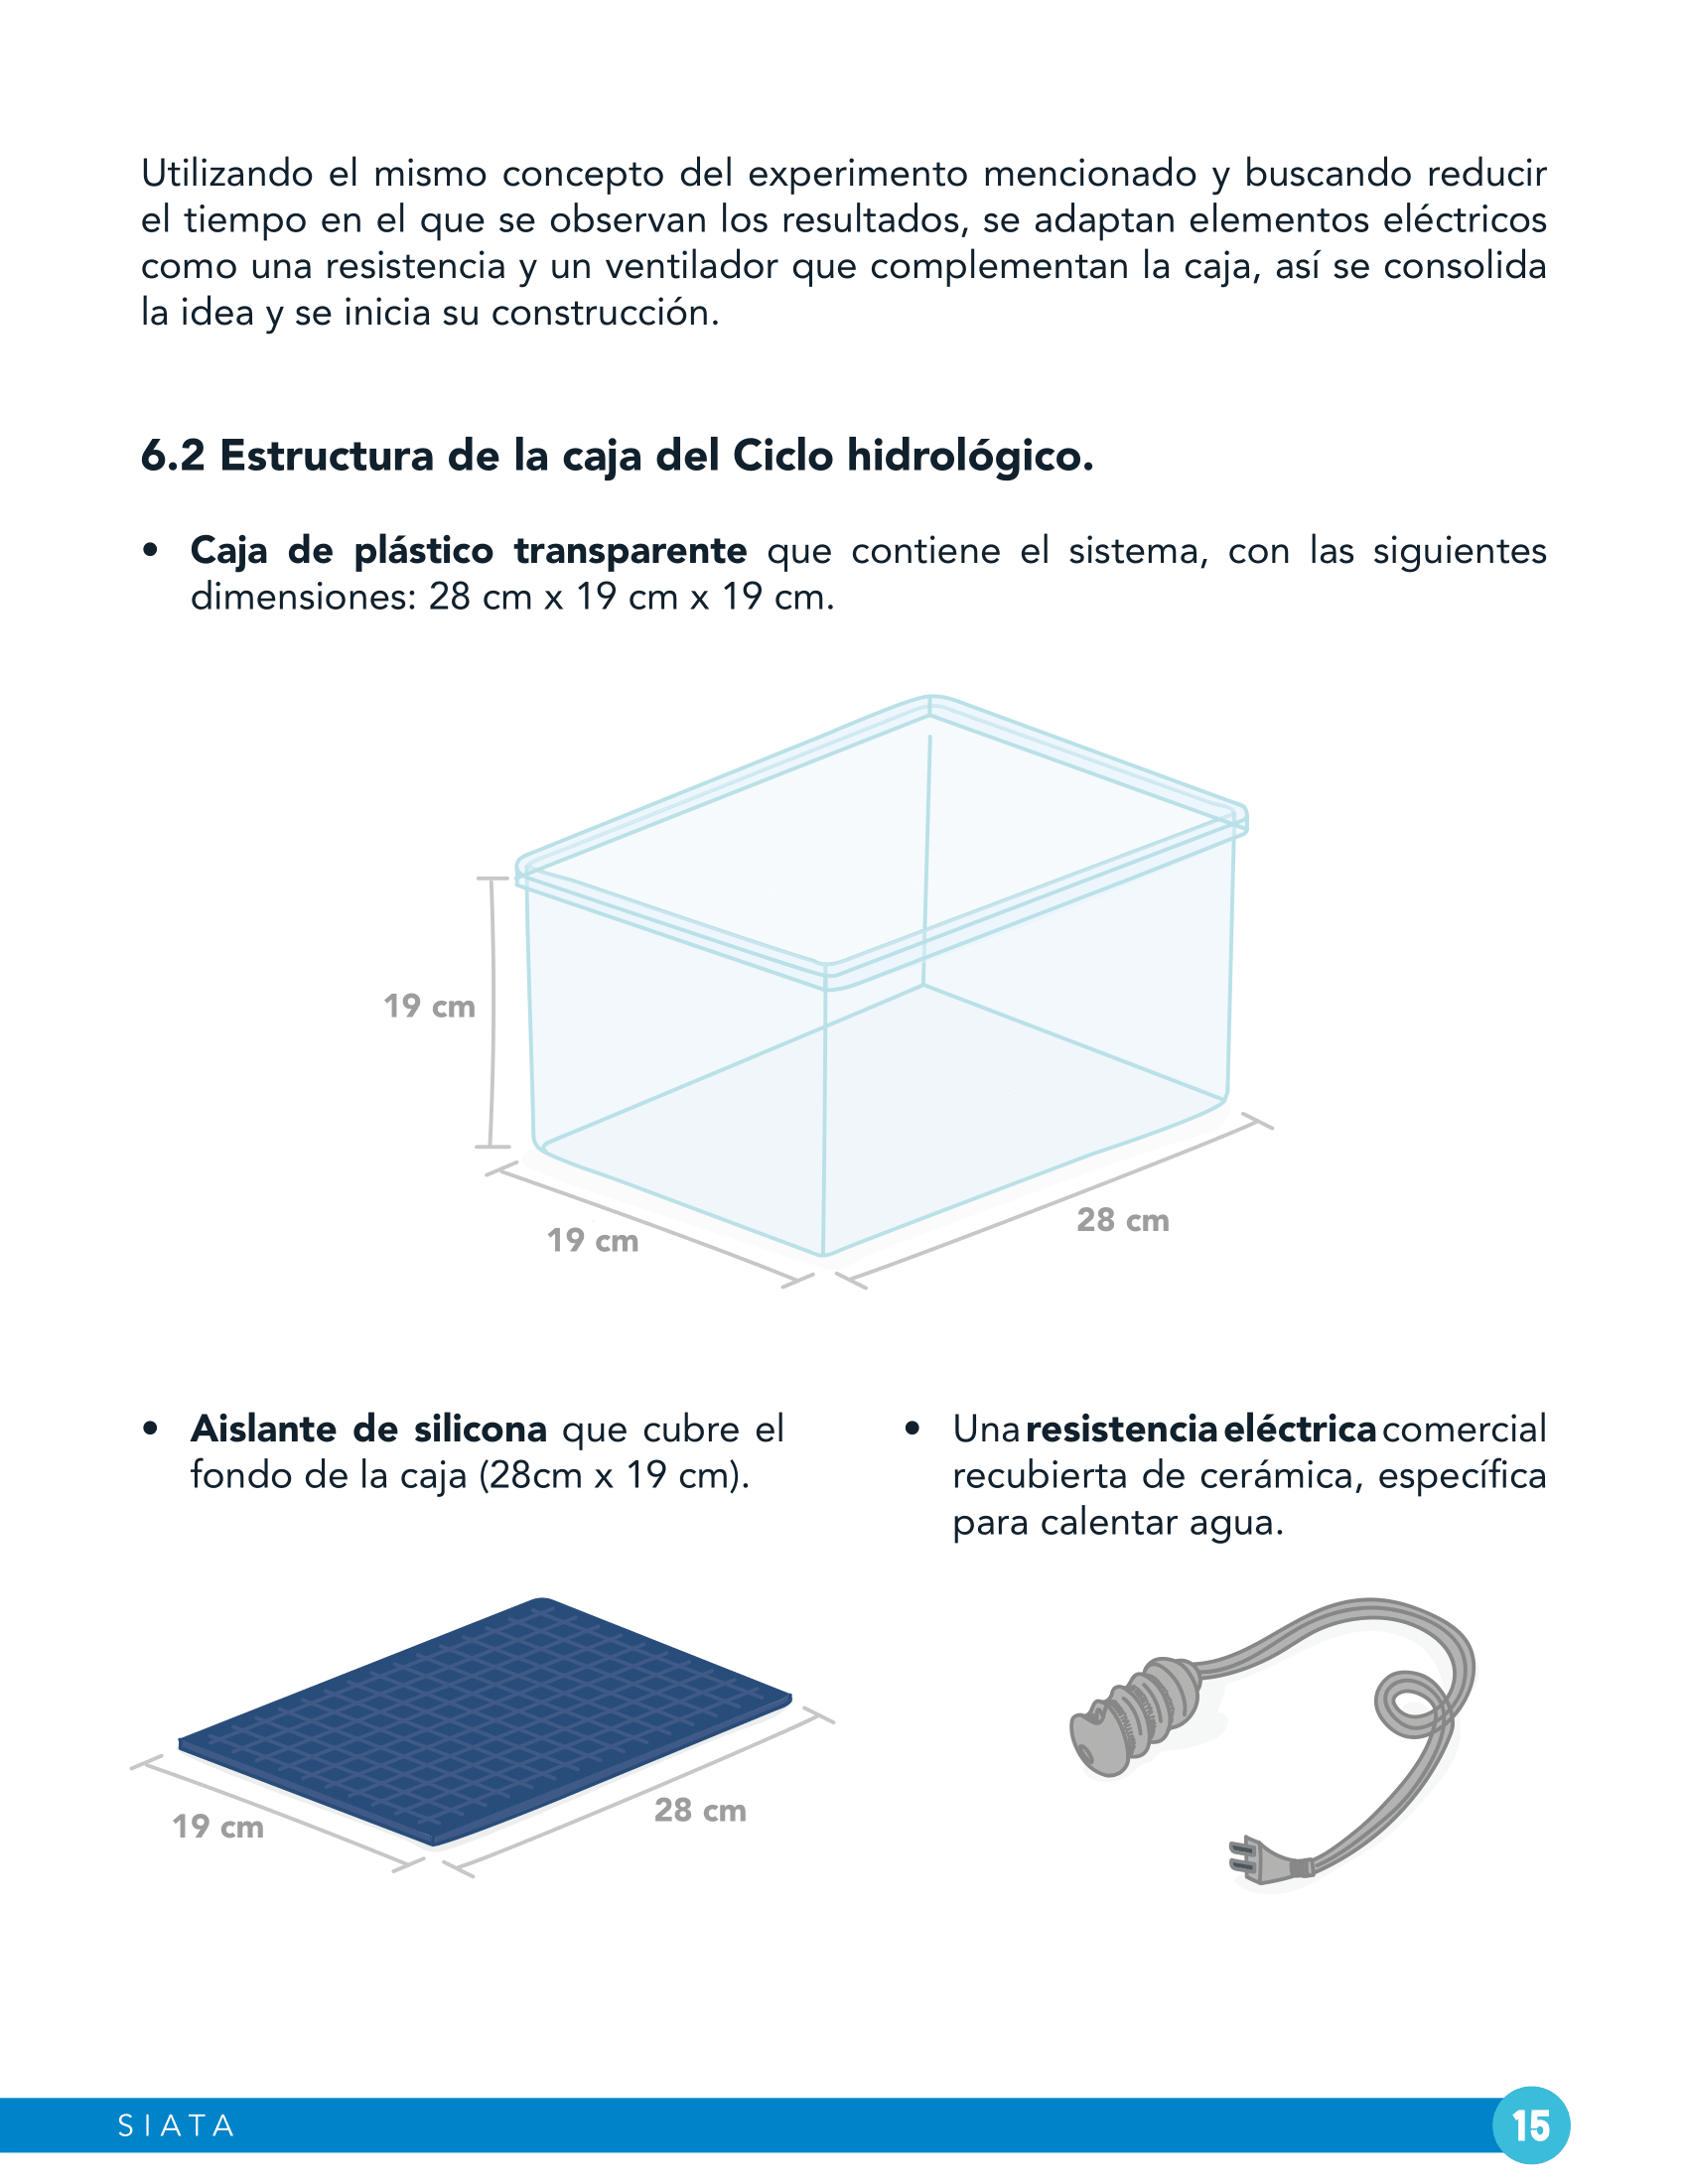 Utilizando el mismo concepto del experimento mencionado y buscando reducir
el tiempo en el que se observan los resultados, se adaptan elementos eléctricos
como una resistencia y un ventilador que complementan la caja, así se consolida
la idea y se inicia su construcción.
6.2 Estructura de la caja del Ciclo hidrológico.
• Caja de plástico transparente que contiene el sistema, con las siguientes
dimensiones: 28 cm x 19 cm x 19 cm.
19 cm
19 cm
28 cm
• Aislante de silicona que cubre el
fondo de la caja (28cm x 19 cm).
19 cm
28 cm
• Una resistencia eléctrica comercial
recubierta de cerámica, específica
para calentar agua.
SIATA
15